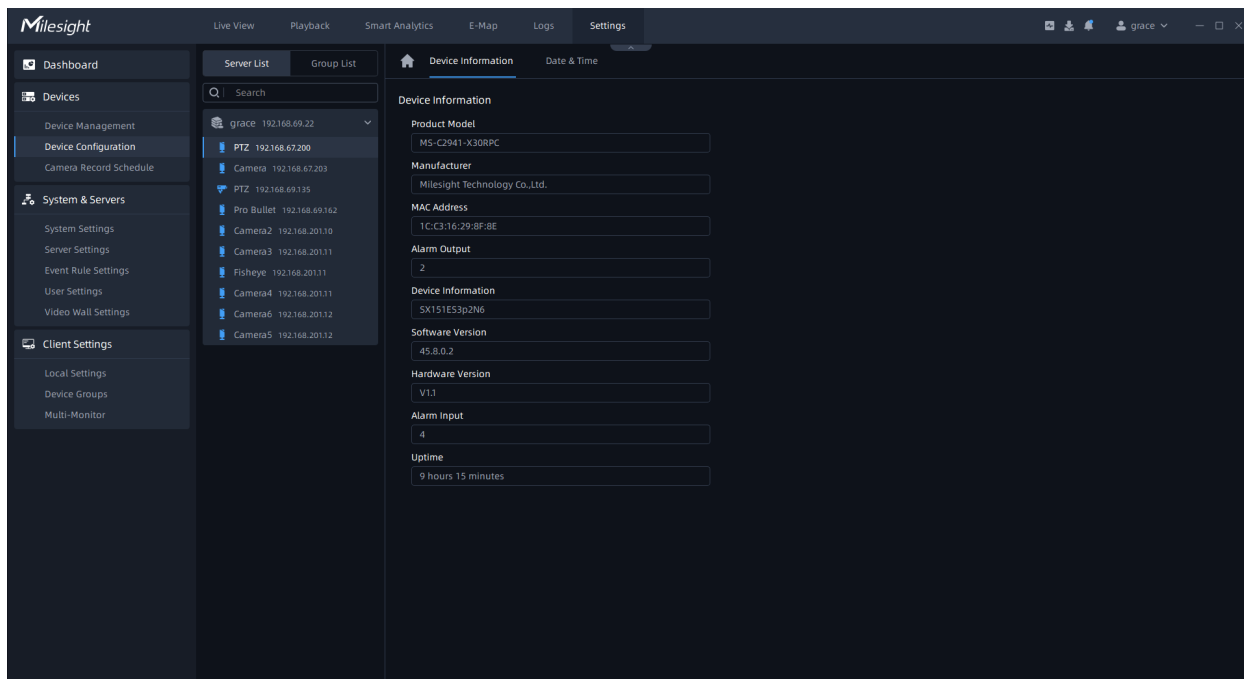 Milesight
Live View Playback Smart Analytics E-Map Logs Settings grace
Dashboard
Devices
Device Management
Device Configuration
Camera Record Schedule
System & Servers
System Settings
Server Settings
Event Rule Settings
User Settings
Video Wall Settings
Client Settings
Local Settings
Device Groups
Multi-Monitor
Server List Group List
Search
grace 192.168.69.22
PTZ 192.168.67.200
Camera 192.168.67.203
PTZ 192.168.69.135
Pro Bullet 192.168.69.162
Camera2 192.168.201.10
Camera3 192.168.201.11
Fisheye 192.168.201.11
Camera4 192.168.201.11
Camera6 192.168.201.12
Camera5 192.168.201.12
Device Information Date & Time
Device Information
Product Model
MS-C2941-X30RPC
Manufacturer
Milesight Technology Co.,Ltd.
MAC Address
1C:C3:16:29:8F:8E
Alarm Output
2
Device Information
SX151E53p2N6
Software Version
45.8.0.2
Hardware Version
V1.1
Alarm Input
4
Uptime
9 hours 15 minutes